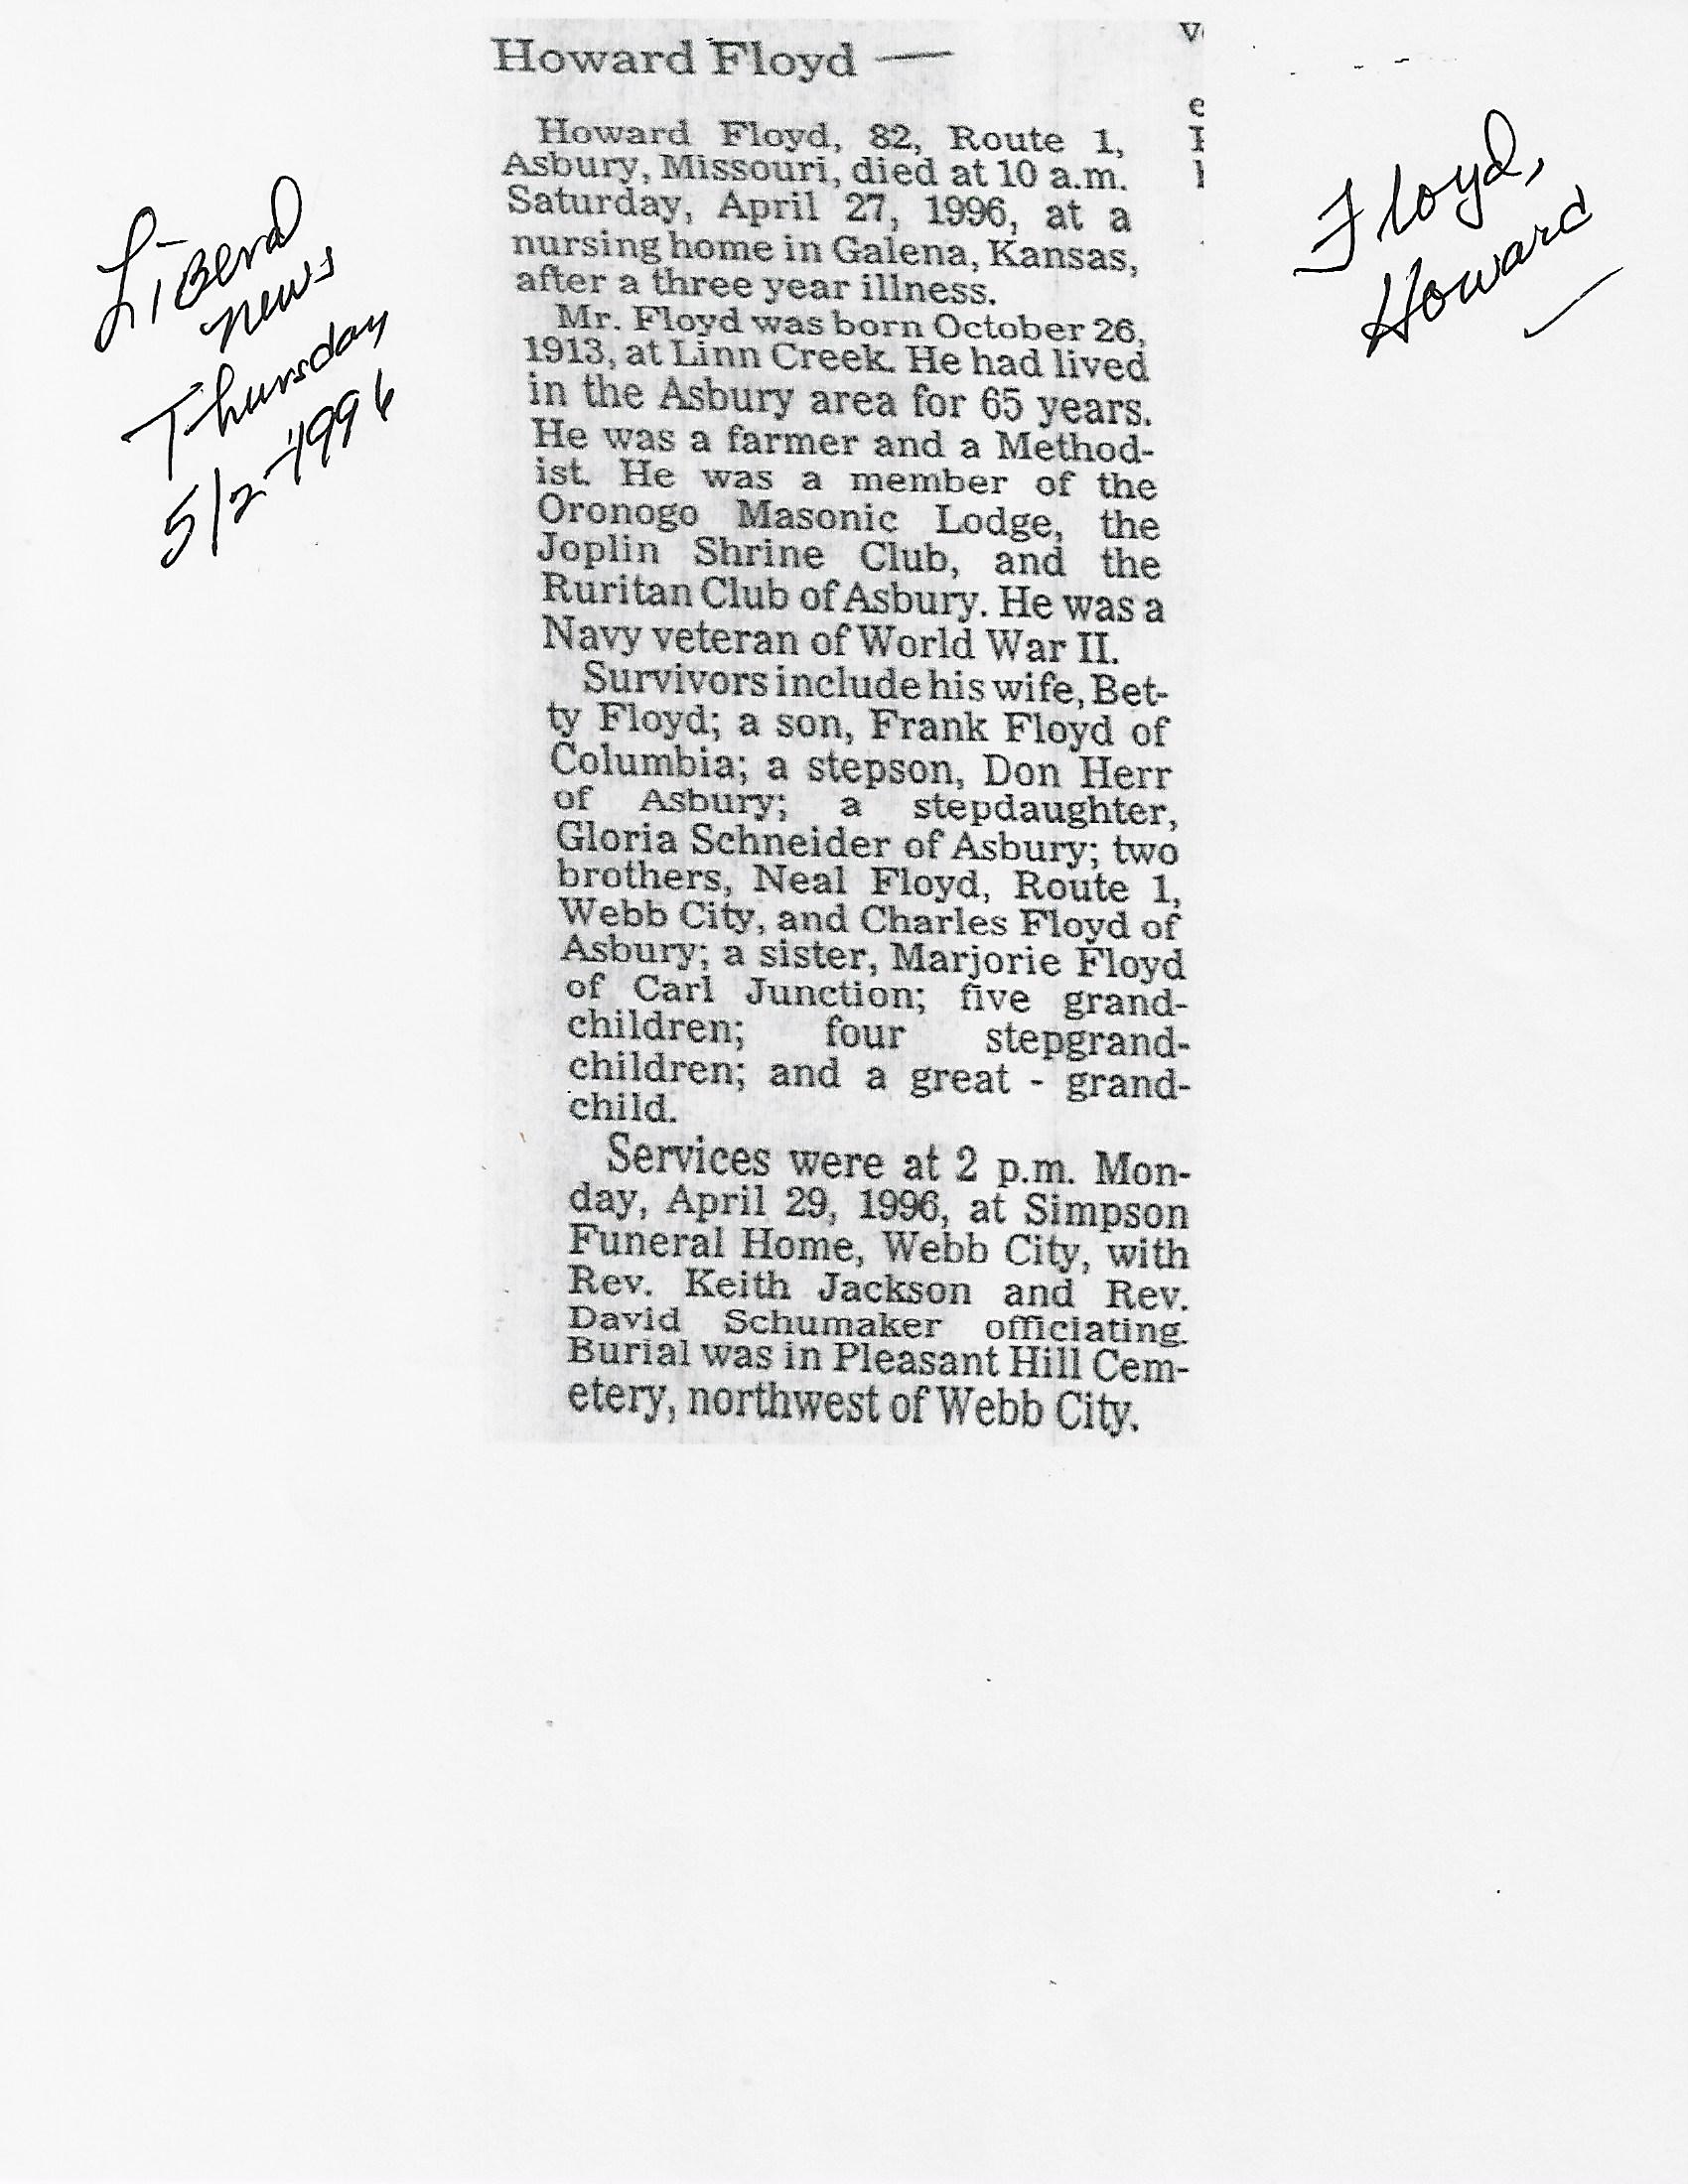 Liberal
news
Thursday
5/2-1996
Floyd,
Howard
Howard Floyd —
Howard Floyd, 82, Route 1,
Asbury, Missouri, died at 10 a.m.
Saturday, April 27, 1996, at a
nursing home in Galena, Kansas,
after a three year illness.
Mr. Floyd was born October 26,
1913, at Linn Creek. He had lived
in the Asbury area for 65 years.
He was a farmer and a Method-
ist. He was a member of the
Oronogo Masonic Lodge, the
Joplin Shrine Club, and the
Ruritan Club of Asbury. He was a
Navy veteran of World War II.
Survivors include his wife, Bet-
ty Floyd; a son, Frank Floyd of
Columbia; a stepson, Don Herr
of Asbury; a stepdaughter,
Gloria Schneider of Asbury; two
brothers, Neal Floyd, Route 1,
Webb City, and Charles Floyd of
Asbury; a sister, Marjorie Floyd
of Carl Junction; five grand-
children; four stepgrand-
children; and a great - grand-
child.
Services were at 2 p.m. Mon-
day, April 29, 1996, at Simpson
Funeral Home, Webb City, with
Rev. Keith Jackson and Rev.
David Schumaker officiating.
Burial was in Pleasant Hill Cem-
etery, northwest of Webb City.